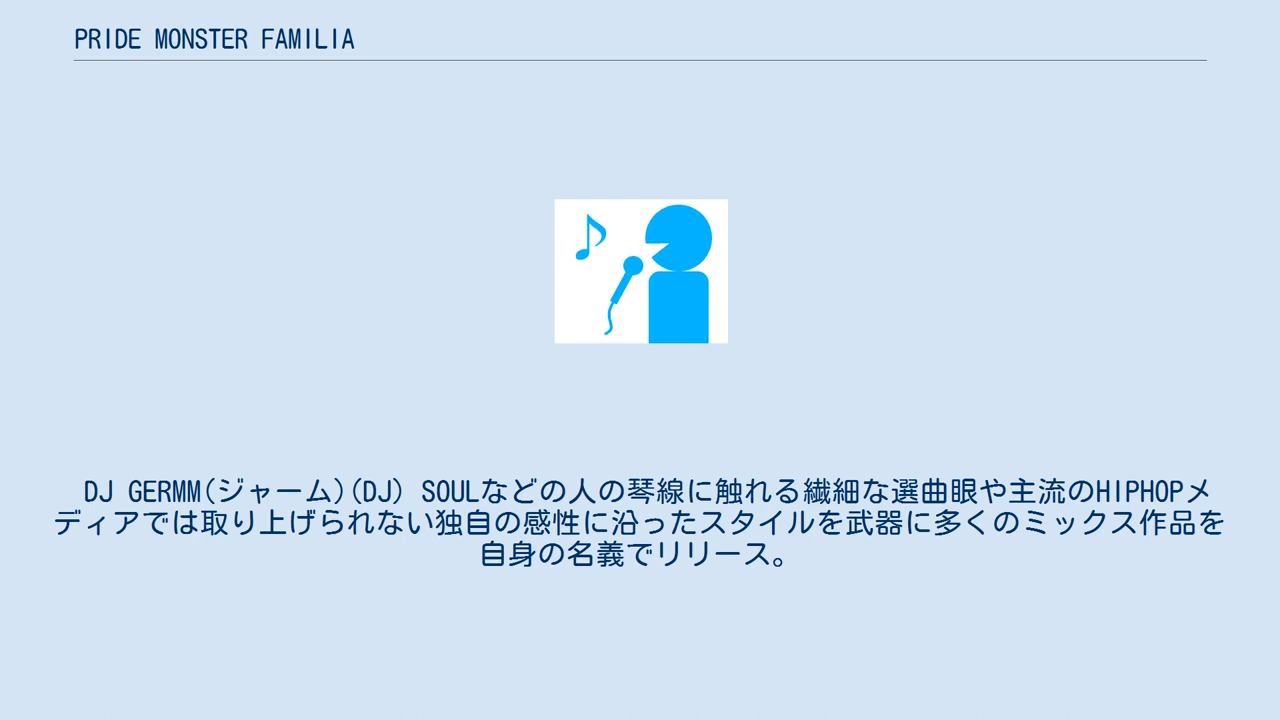 PRIDE MONSTER FAMILIA
DJ GERMM(ジャーム)(DJ) SOULなどの人の琴線に触れる繊細な選曲眼や主流のHIPHOPメ
ディアでは取り上げられない独自の感性に沿ったスタイルを武器に多くのミックス作品を
自身の名義でリリース。